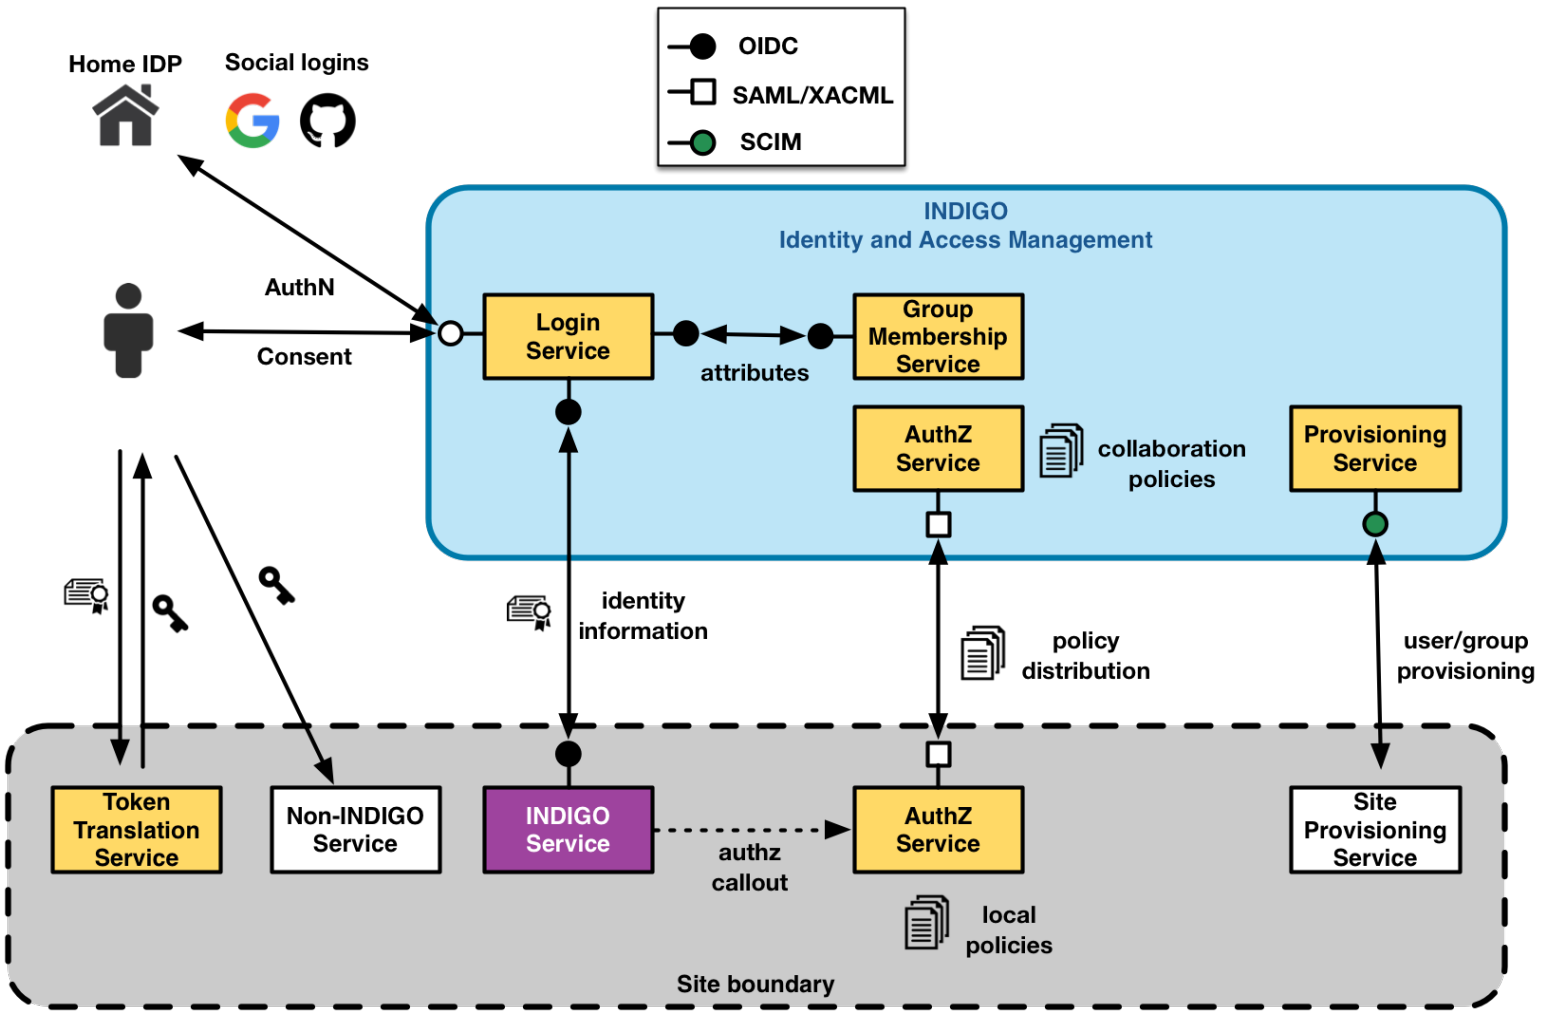 Home IDP
Social logins
OIDC
SAML/XACML
SCIM
INDIGO
Identity and Access Management
AuthN
Consent
Login
Service
attributes
Group
Membership
Service
AuthZ
Service
collaboration
policies
Provisioning
Service
identity
information
policy
distribution
user/group
provisioning
Token
Translation
Service
Non-INDIGO
Service
INDIGO
Service
authz
callout
AuthZ
Service
Site
Provisioning
Service
local
policies
Site boundary